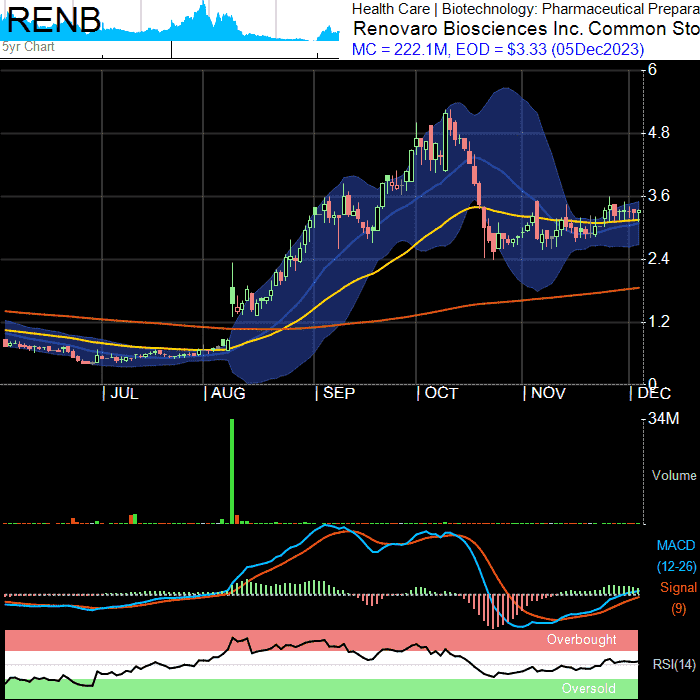 RENB
5yr Chart
Health Care | Biotechnology: Pharmaceutical Prepara
Renovaro Biosciences Inc. Common Sto
MC = 222.1M, EOD = $3.33 (05Dec2023)
6
4.8
3.6
2.4
1.2
0
| JUL | AUG | SEP | OCT | NOV | DEC
34M
Volume
MACD
(12-26)
Signal
(9)
Overbought
RSI(14)
Oversold